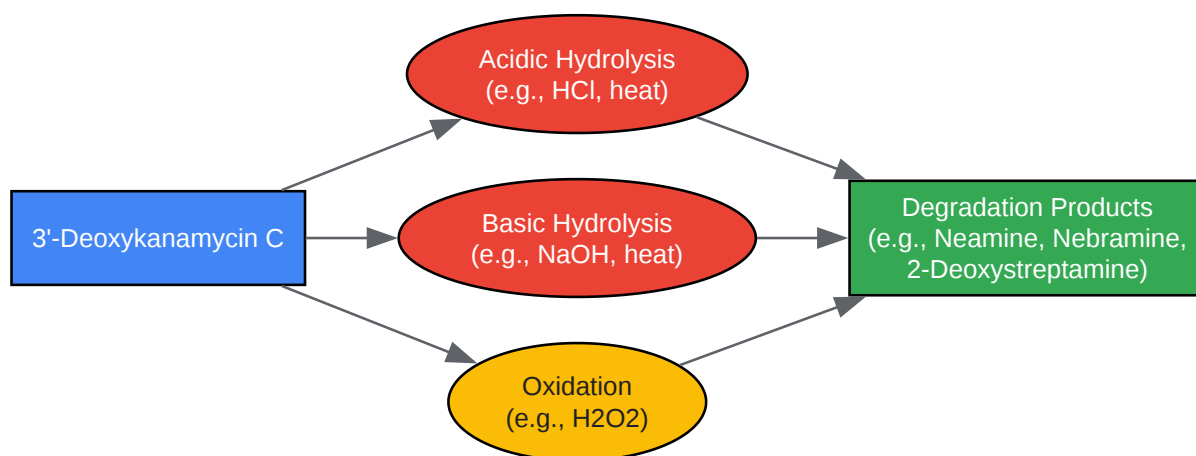 3'-Deoxykanamycin C
Acidic Hydrolysis
(e.g., HCl, heat)
Basic Hydrolysis
(e.g., NaOH, heat)
Oxidation
(e.g., H2O2)
Degradation Products
(e.g., Neamine, Nebramine,
2-Deoxystreptamine)